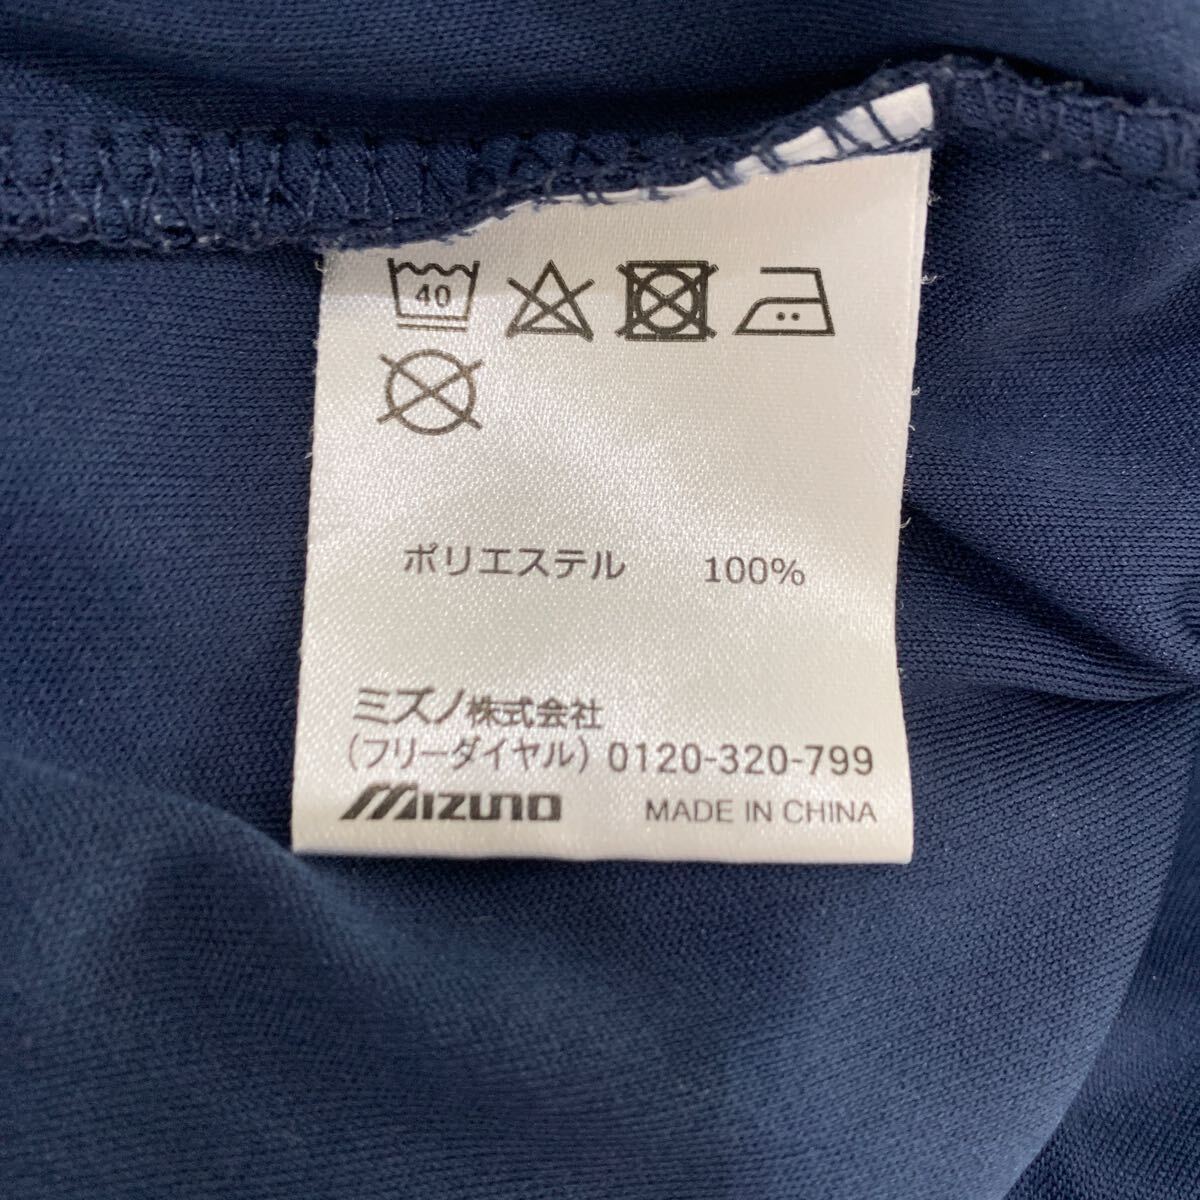 40
ポリエステル 100%
ミズノ株式会社
(フリーダイヤル) 0120-320-799
MIZUNO MADE IN CHINA